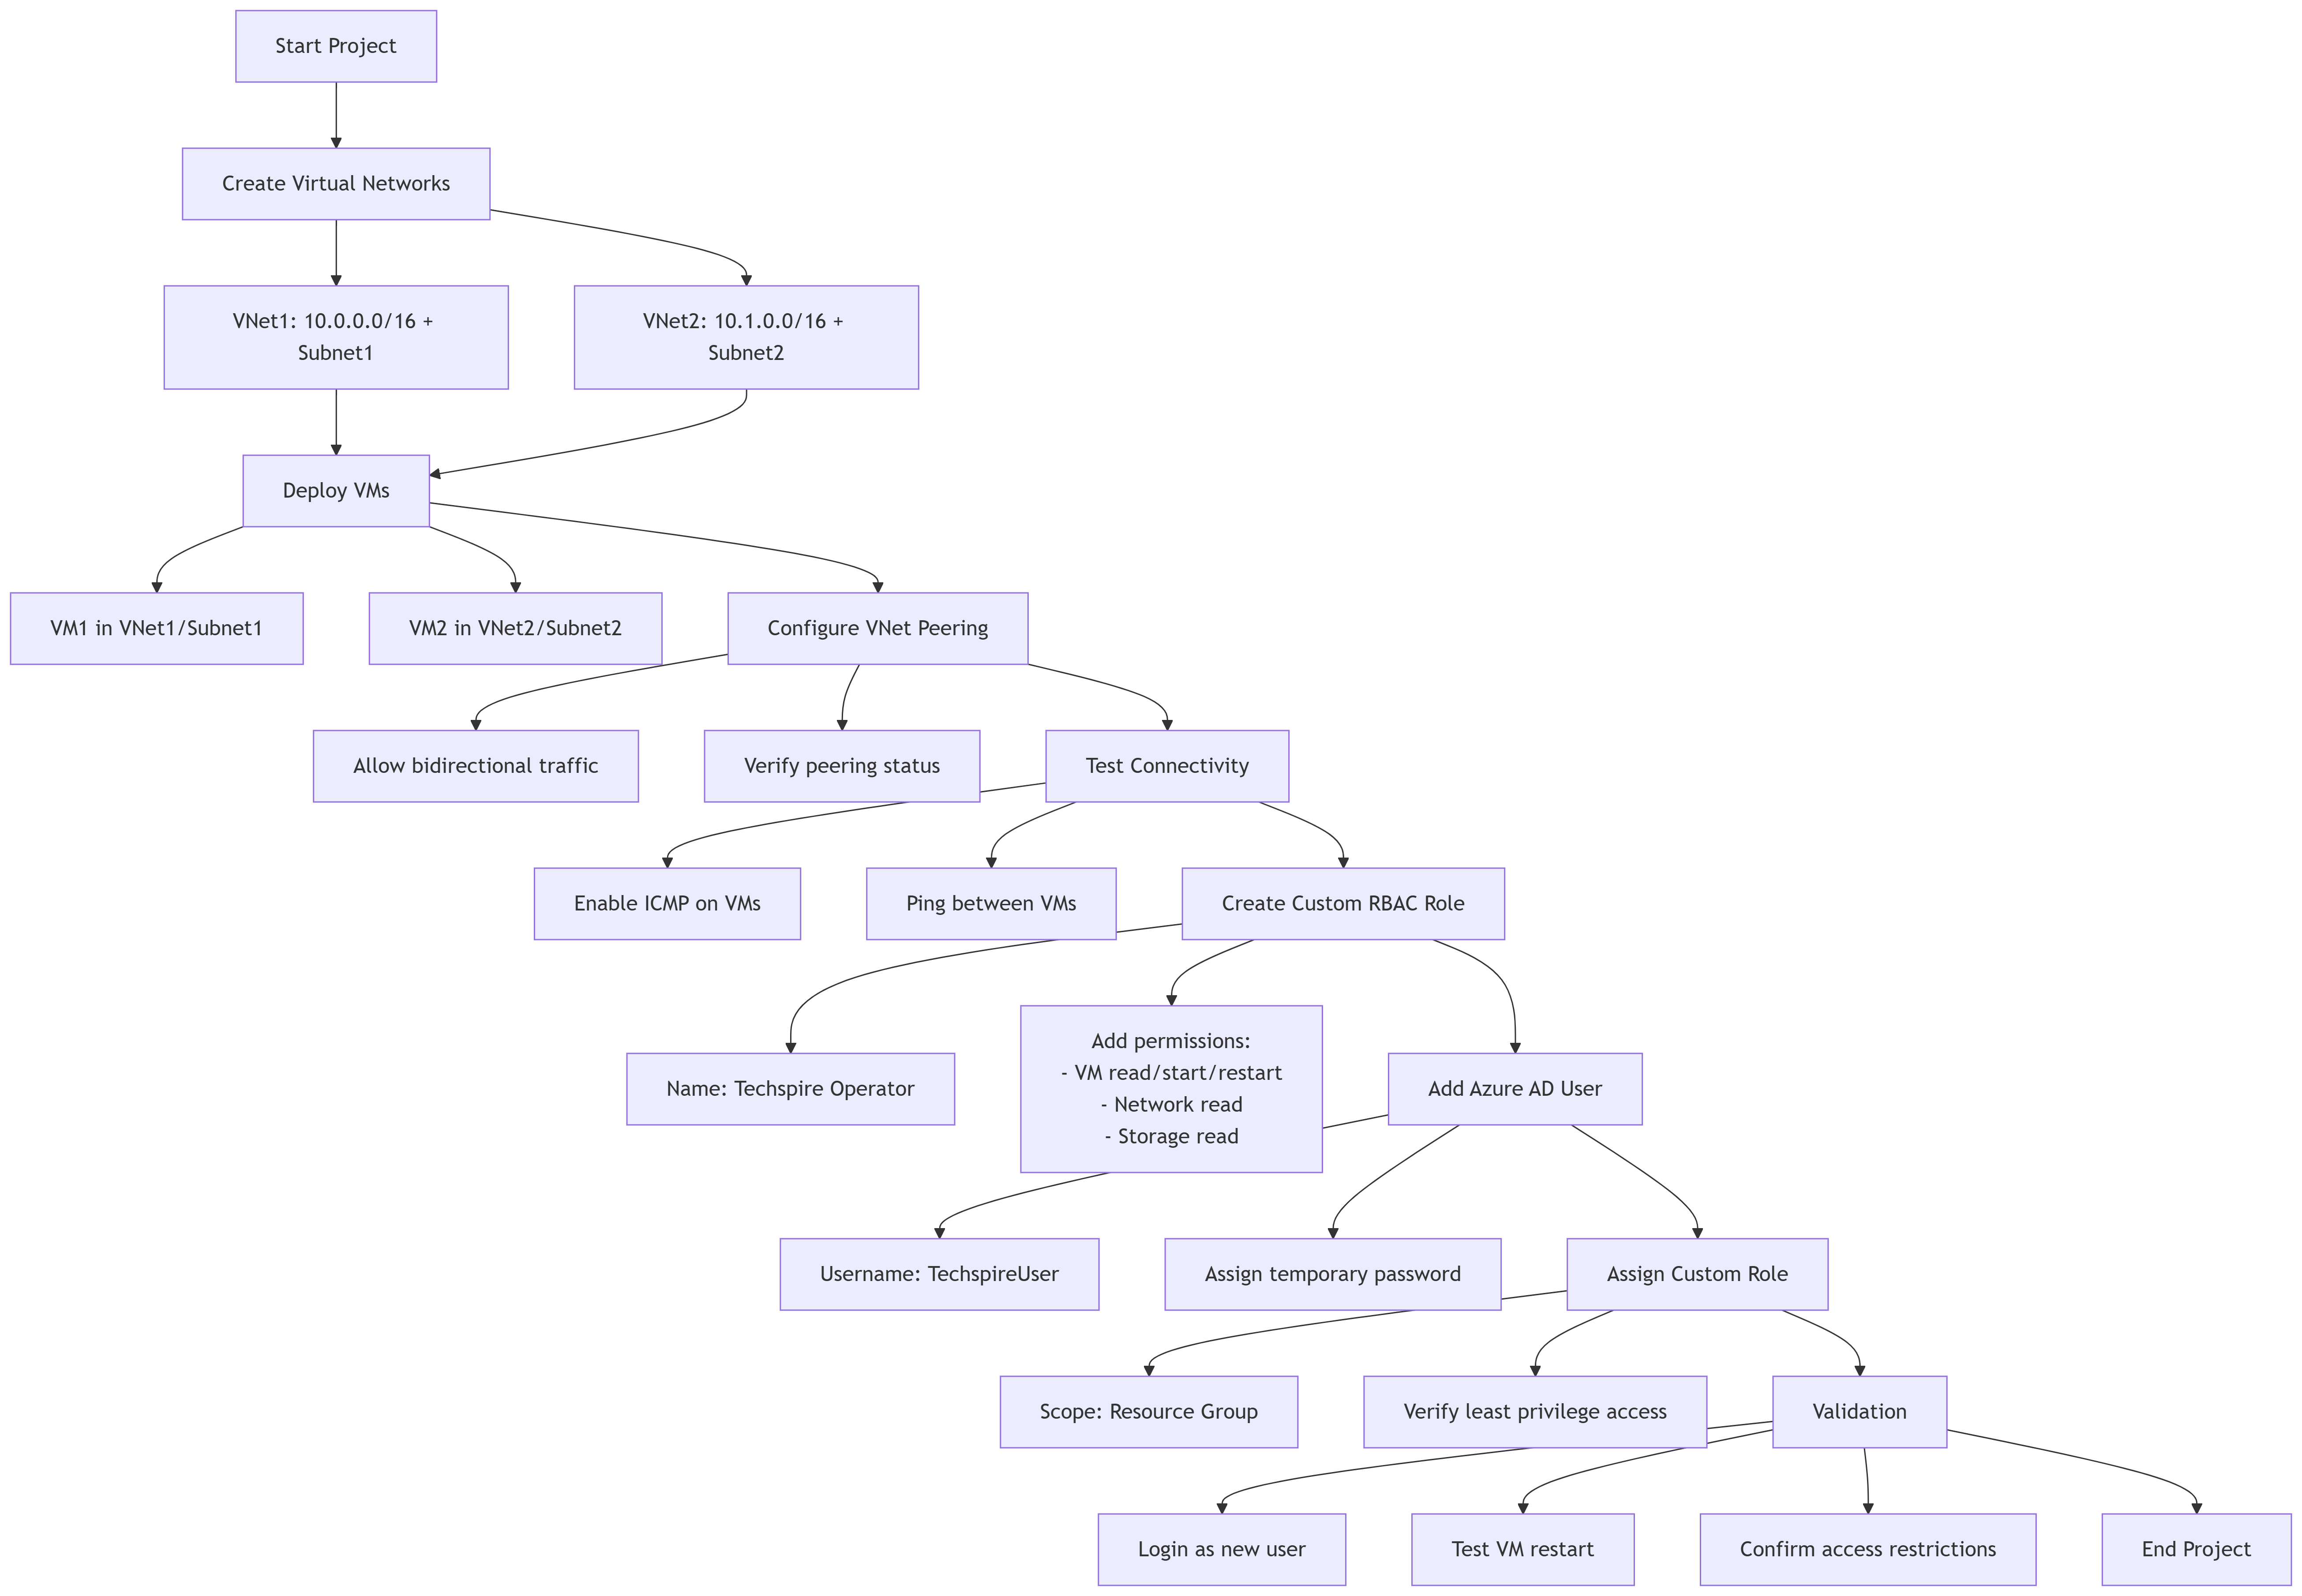 Start Project
Create Virtual Networks
VNet1: 10.0.0.0/16 +
Subnet1
VNet2: 10.1.0.0/16 +
Subnet2
Deploy VMs
VM1 in VNet1/Subnet1
VM2 in VNet2/Subnet2
Configure VNet Peering
Allow bidirectional traffic
Verify peering status
Test Connectivity
Enable ICMP on VMs
Ping between VMs
Create Custom RBAC Role
Name: Techspire Operator
Add permissions:
- VM read/start/restart
- Network read
- Storage read
Add Azure AD User
Username: TechspireUser
Assign temporary password
Assign Custom Role
Scope: Resource Group
Verify least privilege access
Validation
Login as new user
Test VM restart
Confirm access restrictions
End Project